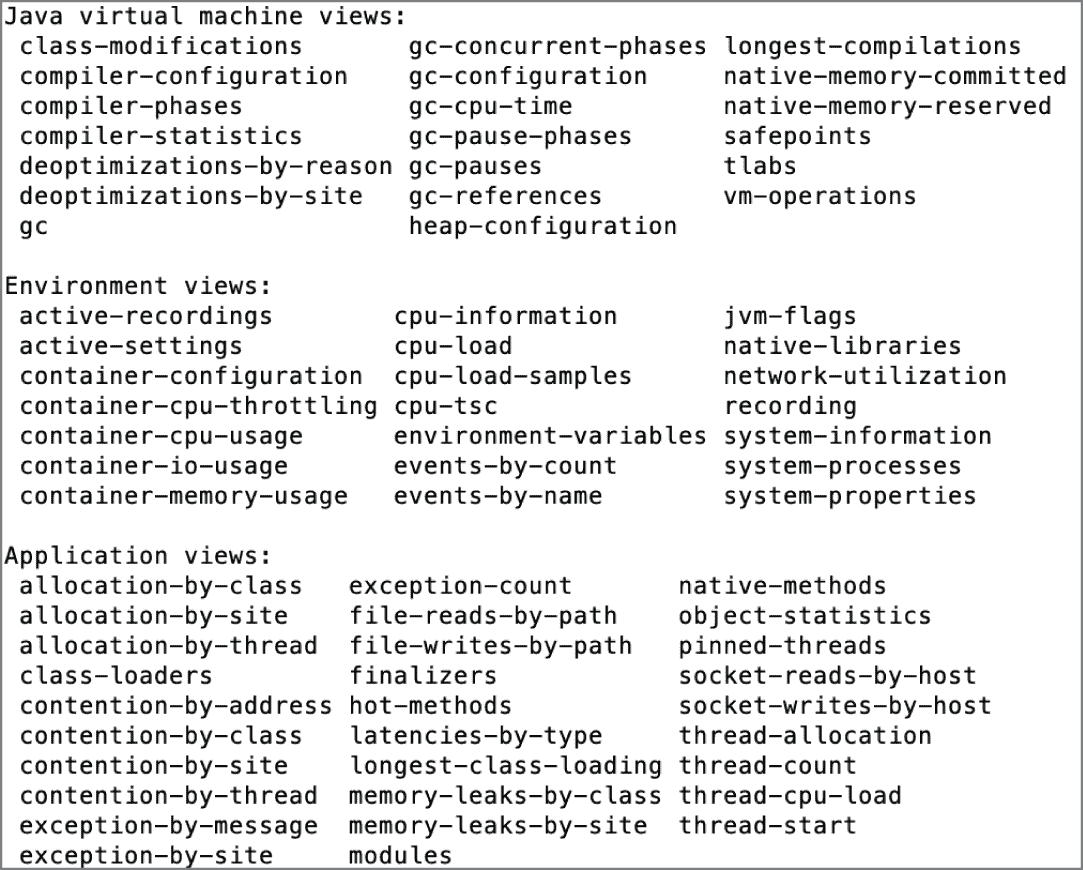 Java virtual machine views:
 class-modifications       gc-concurrent-phases longest-compilations
 compiler-configuration    gc-configuration     native-memory-committed
 compiler-phases           gc-cpu-time          native-memory-reserved
 compiler-statistics       gc-pause-phases      safepoints
 deoptimizations-by-reason gc-pauses            tlabs
 deoptimizations-by-site   gc-references        vm-operations
 gc                        heap-configuration

Environment views:
 active-recordings        cpu-information       jvm-flags
 active-settings          cpu-load              native-libraries
 container-configuration  cpu-load-samples      network-utilization
 container-cpu-throttling cpu-tsc               recording
 container-cpu-usage      environment-variables system-information
 container-io-usage       events-by-count       system-processes
 container-memory-usage   events-by-name        system-properties

Application views:
 allocation-by-class   exception-count       native-methods
 allocation-by-site    file-reads-by-path    object-statistics
 allocation-by-thread  file-writes-by-path   pinned-threads
 class-loaders         finalizers            socket-reads-by-host
 contention-by-address hot-methods           socket-writes-by-host
 contention-by-class   latencies-by-type     thread-allocation
 contention-by-site    longest-class-loading thread-count
 contention-by-thread  memory-leaks-by-class thread-cpu-load
 exception-by-message  memory-leaks-by-site  thread-start
 exception-by-site     modules